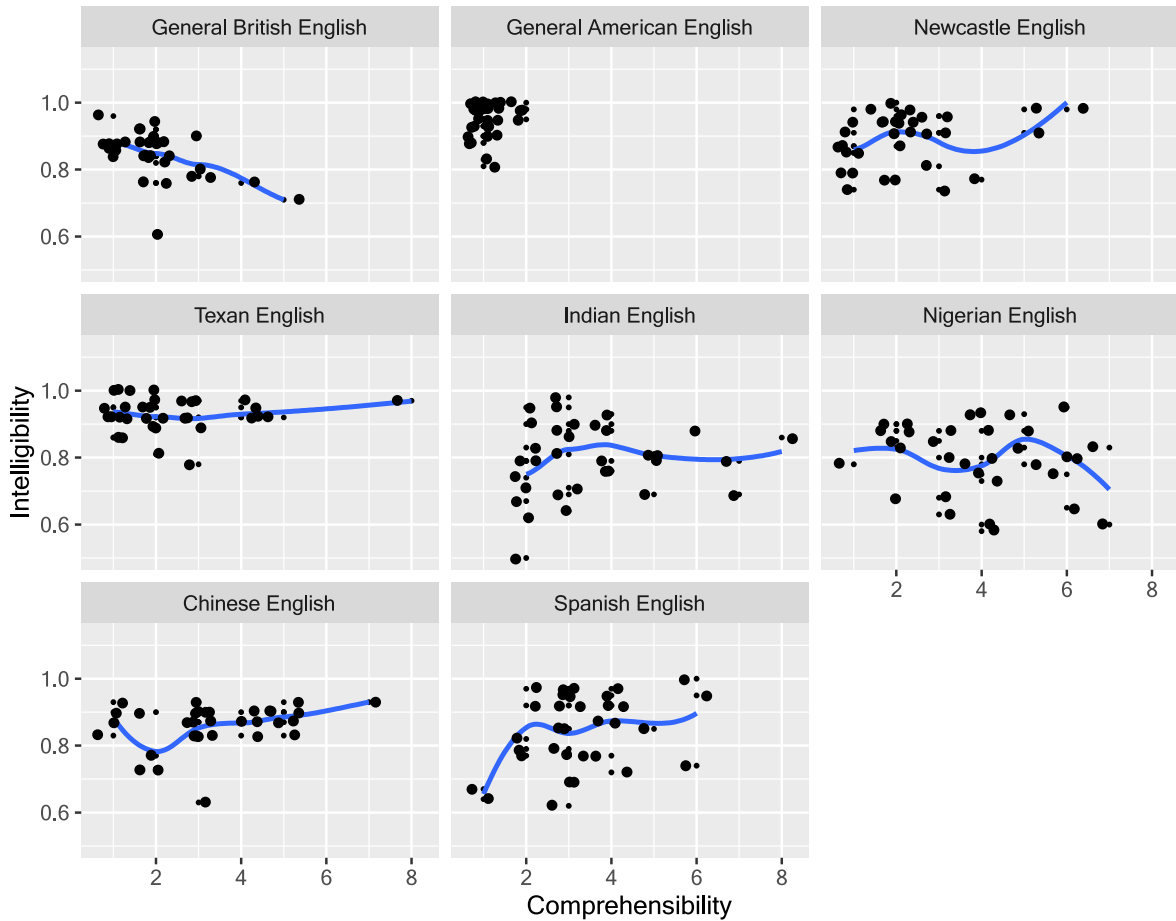 General British English
General American English
Newcastle English
1.0
0.8
0.6
Texan English
Indian English
Nigerian English
1.0
0.8
0.6
Intelligibility
2 4 6 8
Chinese English
Spanish English
1.0
0.8
0.6
2 4 6 8
2 4 6 8
Comprehensibility